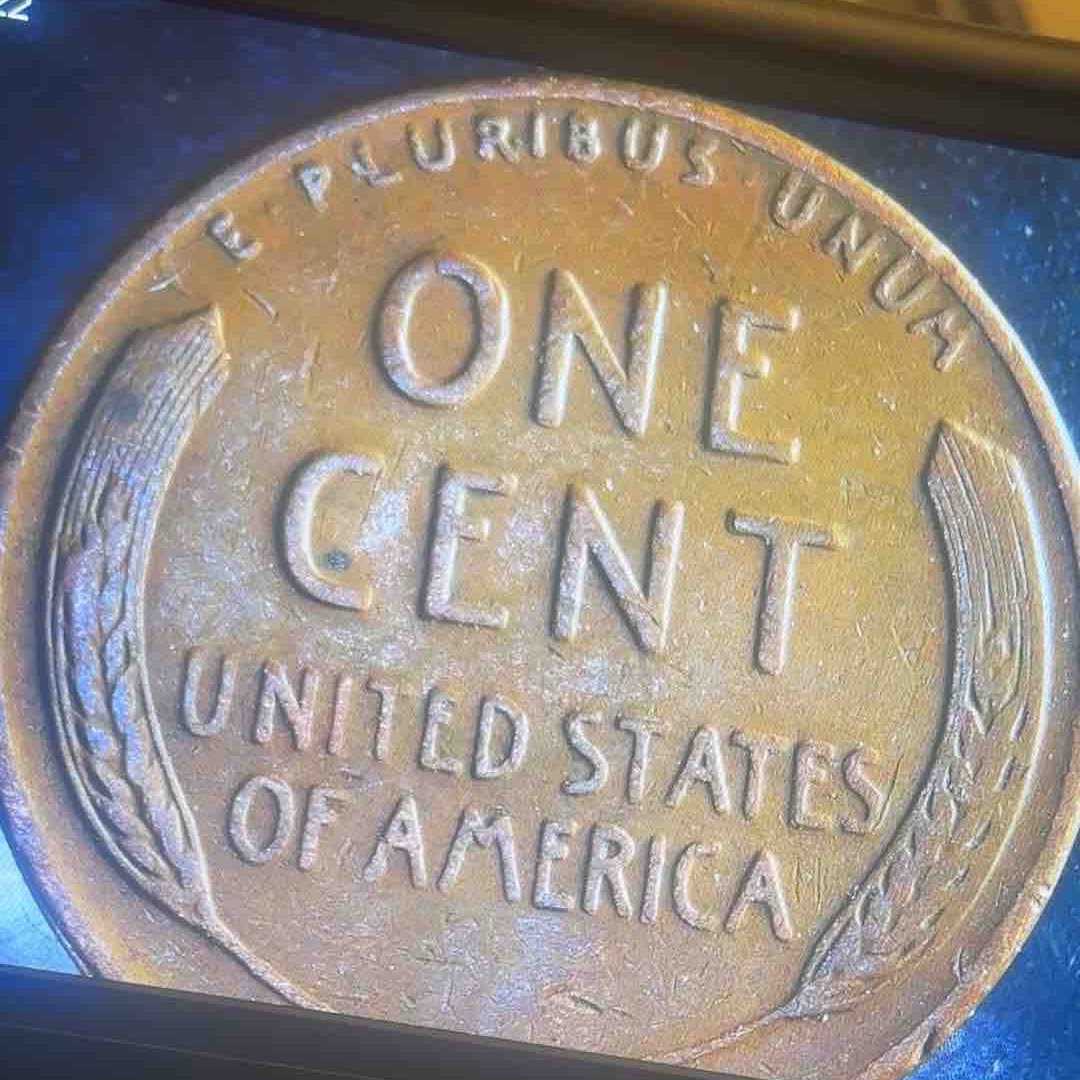 E PLURIBUS UNUM
ONE
CENT
UNITED STATES
OF AMERICA